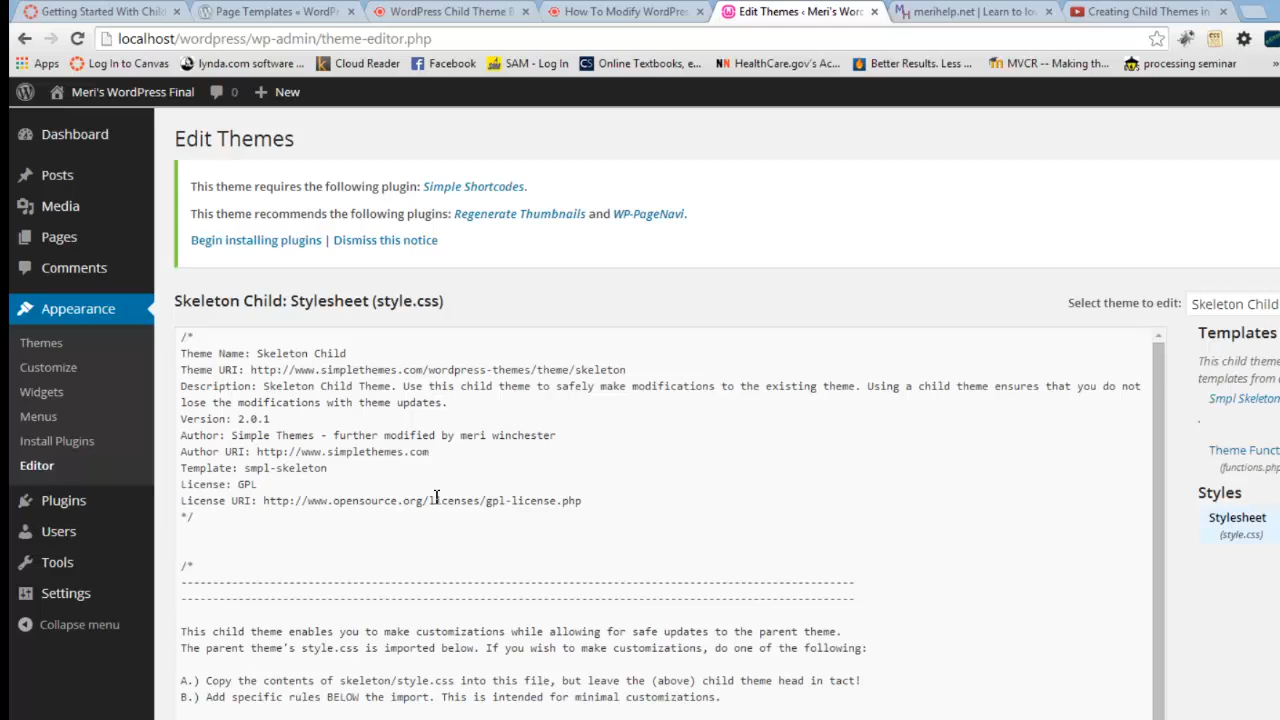 Getting Started With Child
Page Templates « WordPr
WordPress Child Theme B
How To Modify WordPres
Edit Themes ‹ Meri's Wor
merihelp.net | Learn to lo
Creating Child Themes in
localhost/wordpress/wp-admin/theme-editor.php
Apps
Log In to Canvas
lynda.com software ...
Cloud Reader
Facebook
SAM - Log In
Online Textbooks, e...
HealthCare.gov's Ac...
Better Results. Less ...
MVCR -- Making th...
processing seminar
»
Meri's WordPress Final
0
New
Dashboard
Posts
Media
Pages
Comments
Appearance
Themes
Customize
Widgets
Menus
Install Plugins
Editor
Plugins
Users
Tools
Settings
Collapse menu
Edit Themes
This theme requires the following plugin: Simple Shortcodes.
This theme recommends the following plugins: Regenerate Thumbnails and WP-PageNavi.
Begin installing plugins | Dismiss this notice
Skeleton Child: Stylesheet (style.css)
Select theme to edit:
Skeleton Child
/*
Theme Name: Skeleton Child
Theme URI: http://www.simplethemes.com/wordpress-themes/theme/skeleton
Description: Skeleton Child Theme. Use this child theme to safely make modifications to the existing theme. Using a child theme ensures that you do not
lose the modifications with theme updates.
Version: 2.0.1
Author: Simple Themes - further modified by meri winchester
Author URI: http://www.simplethemes.com
Template: smpl-skeleton
License: GPL
License URI: http://www.opensource.org/licenses/gpl-license.php
*/
/*
---------------------------------------------------------------------------------------------------------
---------------------------------------------------------------------------------------------------------
This child theme enables you to make customizations while allowing for safe updates to the parent theme.
The parent theme's style.css is imported below. If you wish to make customizations, do one of the following:
A.) Copy the contents of skeleton/style.css into this file, but leave the (above) child theme head in tact!
B.) Add specific rules BELOW the import. This is intended for minimal customizations.
Templates
This child theme
templates from a
Smpl Skeleton
.
Theme Funct
(functions.php)
Styles
Stylesheet
(style.css)